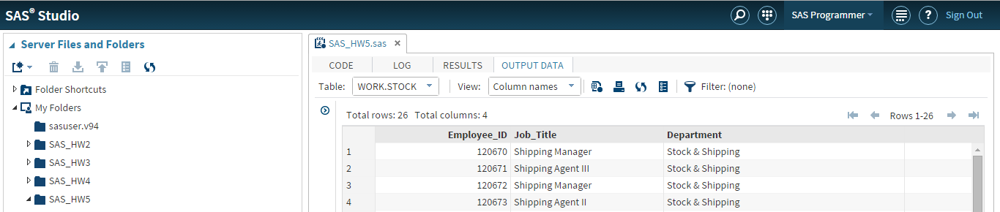 SAS® Studio
SAS Programmer
? Sign Out
Server Files and Folders
Folder Shortcuts
My Folders
sasuser.v94
SAS_HW2
SAS_HW3
SAS_HW4
SAS_HW5
SAS_HW5.sas
CODE LOG RESULTS OUTPUT DATA
Table: WORK.STOCK View: Column names Filter: (none)
Total rows: 26 Total columns: 4 Rows 1-26
Employee_ID Job_Title Department
1 120670 Shipping Manager Stock & Shipping
2 120671 Shipping Agent III Stock & Shipping
3 120672 Shipping Manager Stock & Shipping
4 120673 Shipping Agent II Stock & Shipping